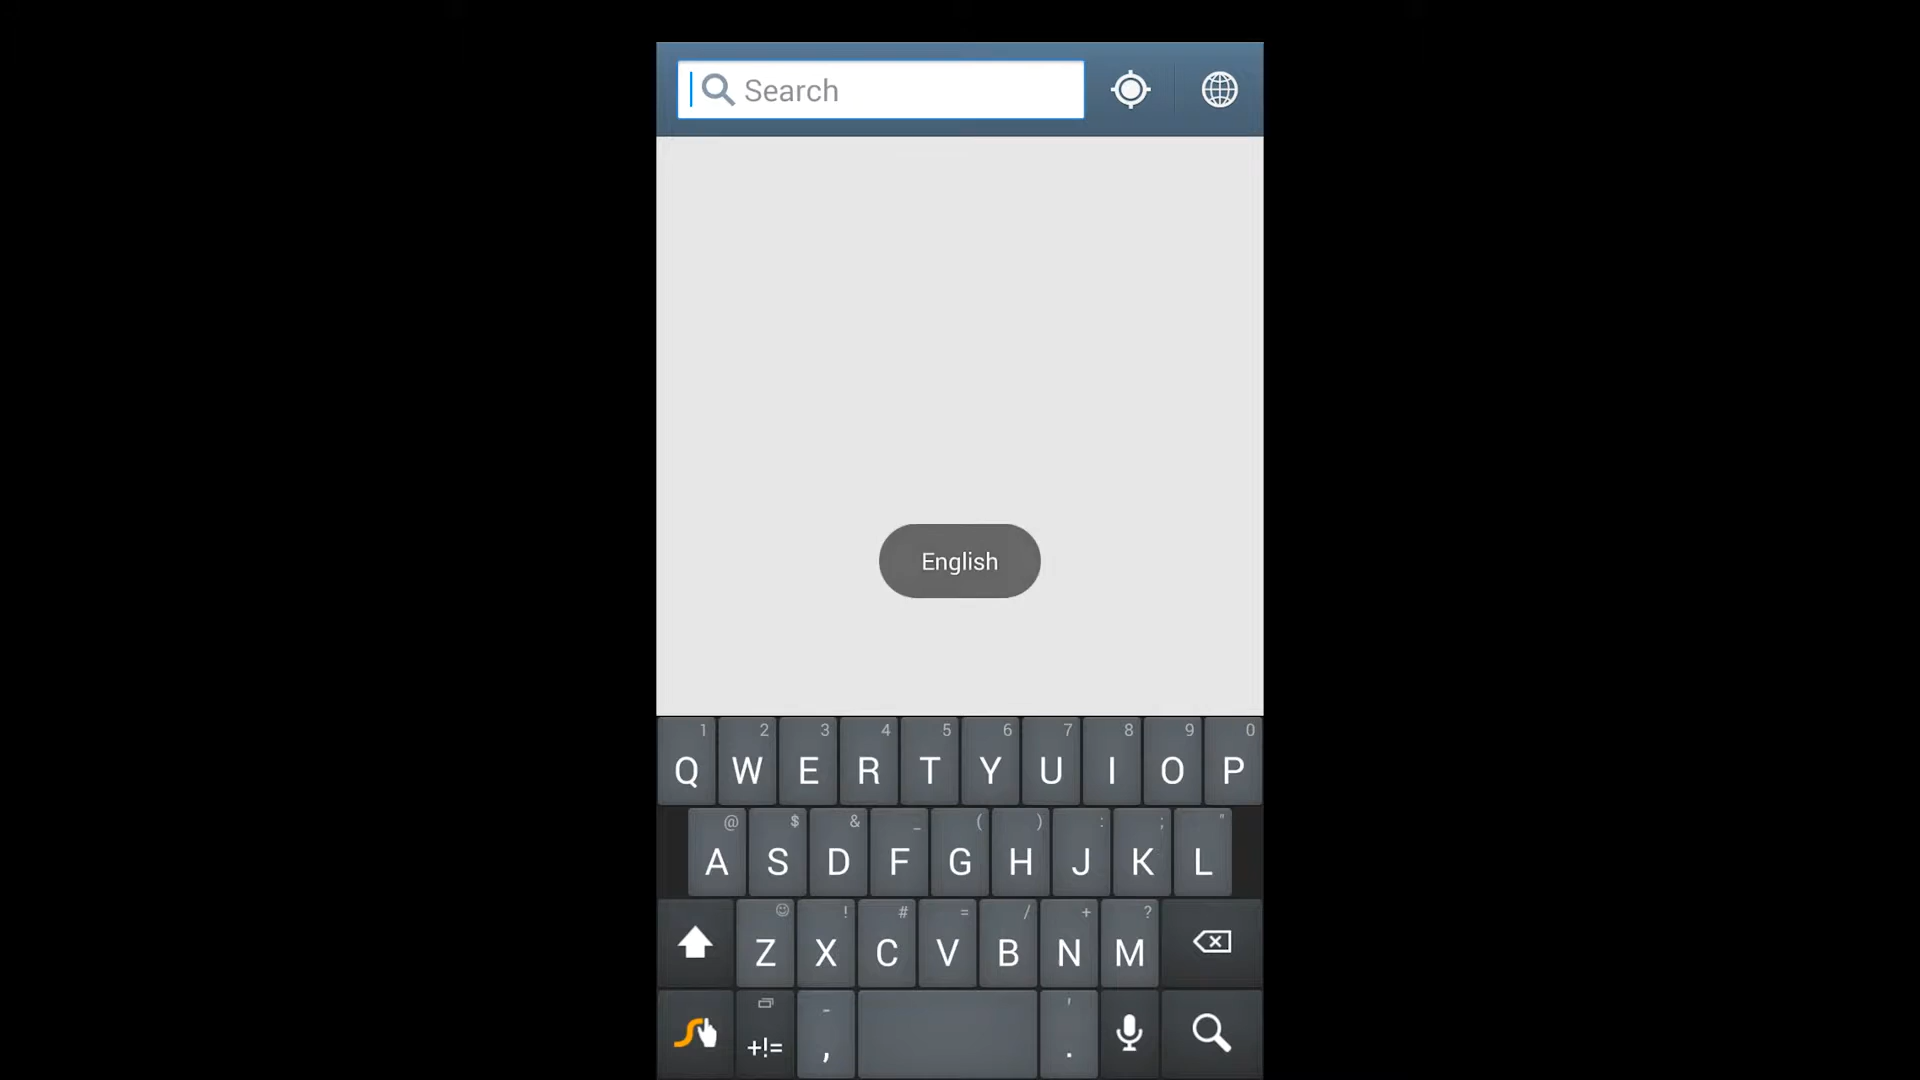 Search
English
1 2 3 4 5 6 7 8 9 0
Q W E R T Y U I O P
@ $ & _ ( ) : ; "
A S D F G H J K L
! # = / + ?
Z X C V B N M
- '
+!= , .